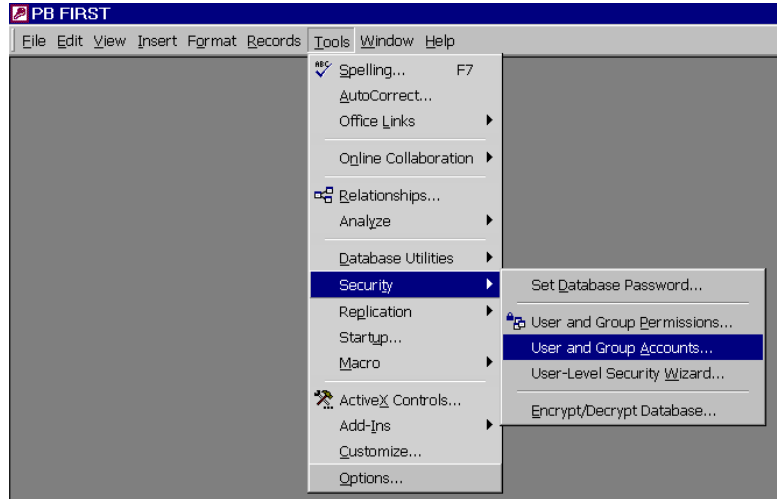 PB FIRST
File Edit View Insert Format Records Tools Window Help
ABC Spelling... F7
AutoCorrect...
Office Links
Online Collaboration
Relationships...
Analyze
Database Utilities
Security
Replication
Startup...
Macro
ActiveX Controls...
Add-Ins
Customize...
Options...
Set Database Password...
User and Group Permissions...
User and Group Accounts...
User-Level Security Wizard...
Encrypt/Decrypt Database...